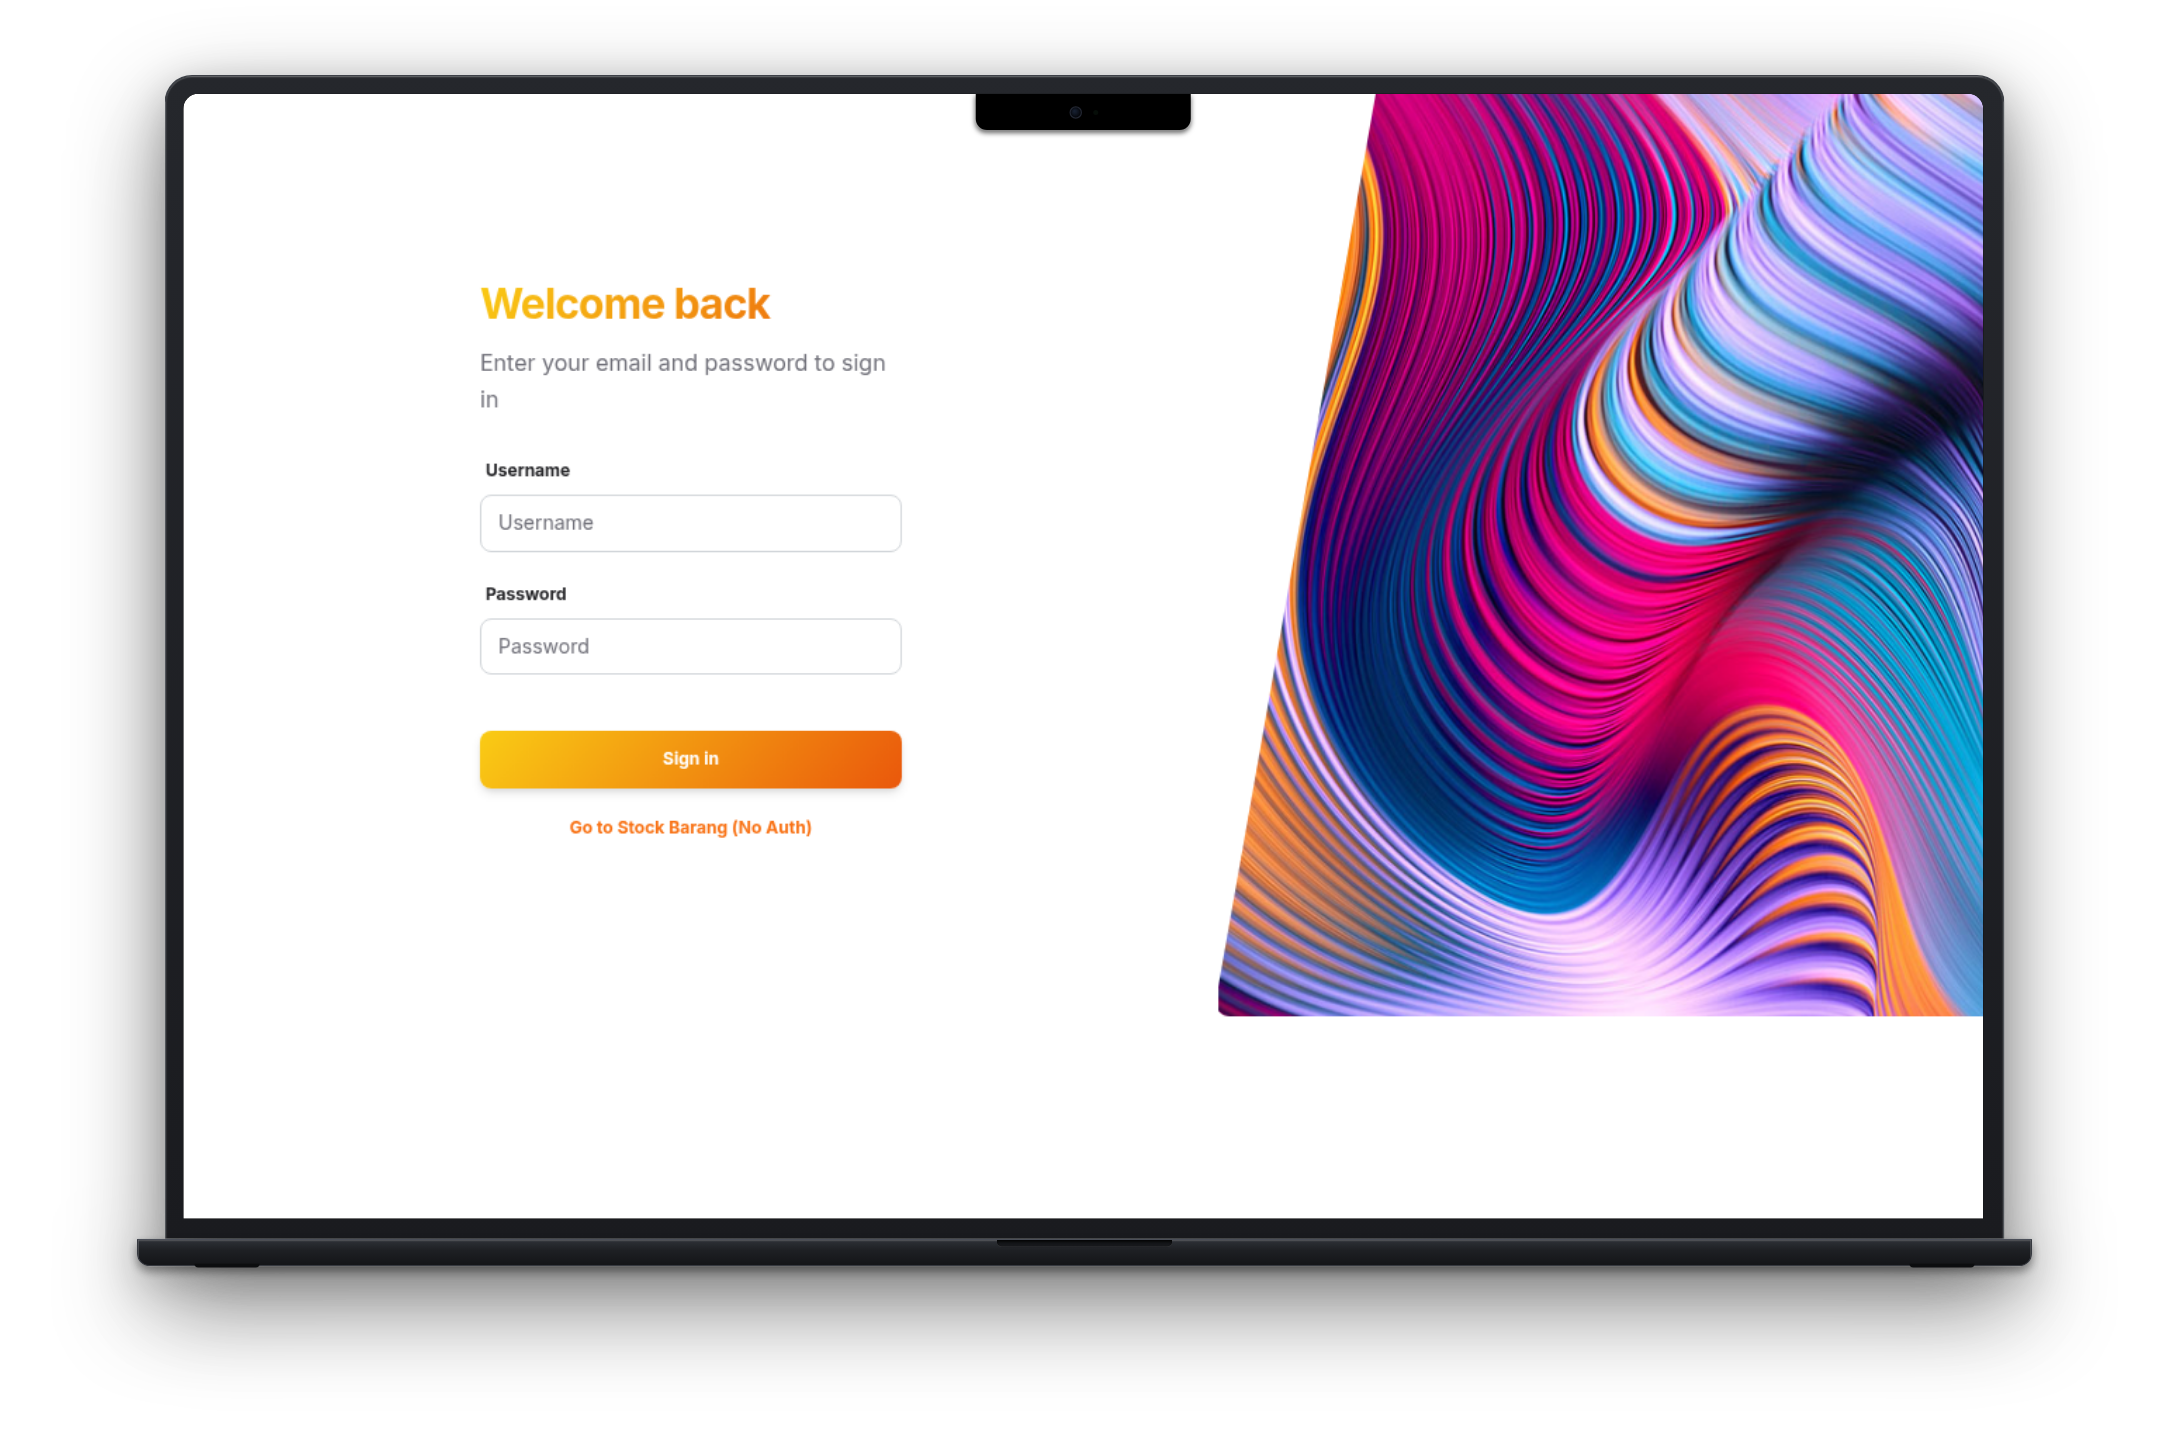 Welcome back
Enter your email and password to sign
in
Username
Username
Password
Password
Sign in
Go to Stock Barang (No Auth)